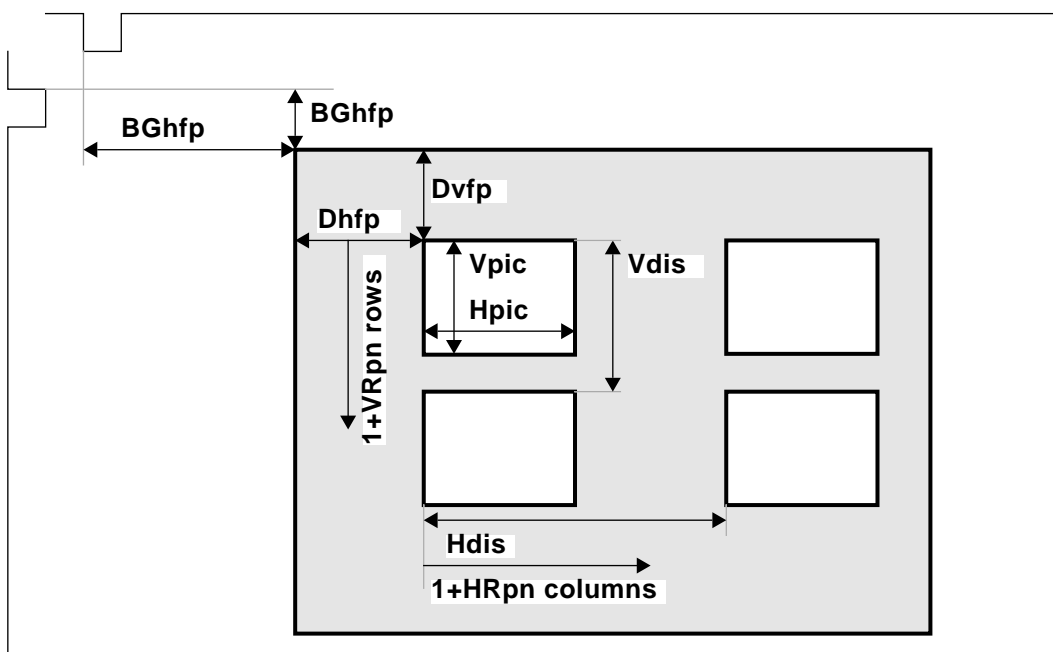 BGhfp
BGhfp
Dvfp
Dhfp
Vpic
Vdis
Hpic
1+VRpn rows
Hdis
1+HRpn columns